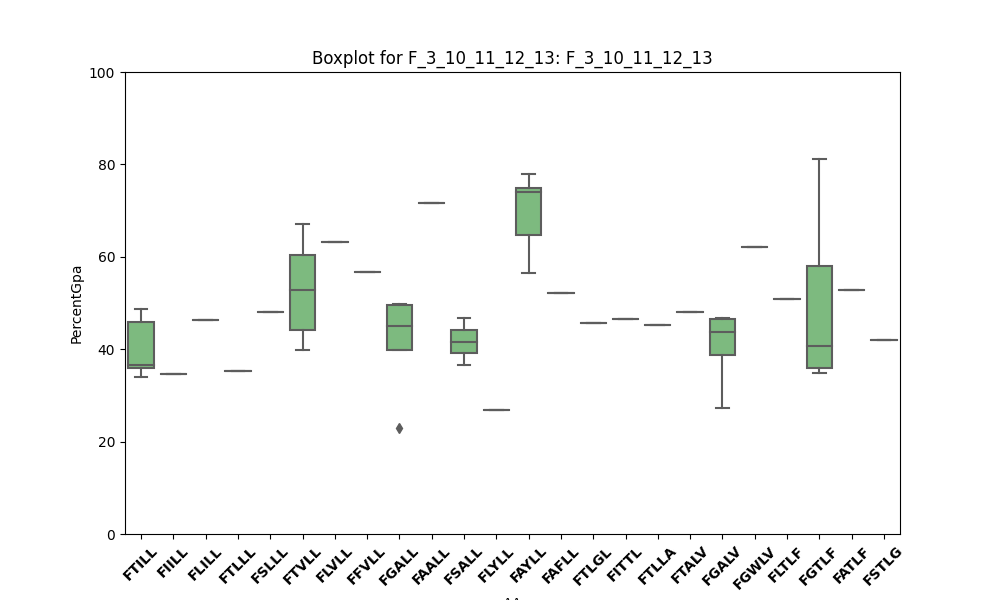 Boxplot for F_3_10_11_12_13: F_3_10_11_12_13
100
80
60
40
20
0
PercentGpa
FTILL FIILL FLILL FTLLL FSLLL FTVLL FLVLL FFVLL FGALL FAALL FSALL FLYLL FAYLL FAFLL FTLGL FITTL FTLLA FTALV FGALV FGWLV FLTLF FGTLF FATLF FSTLG